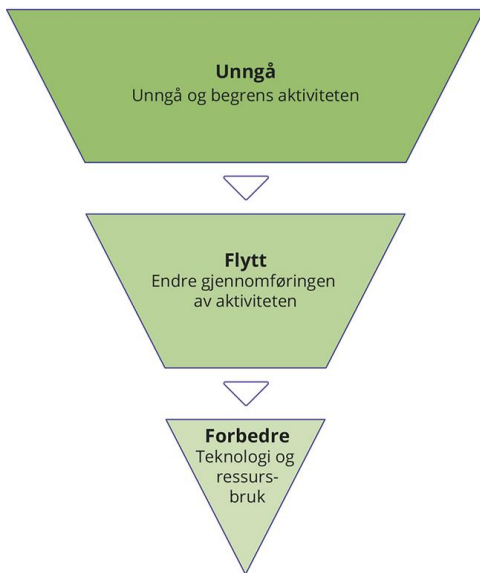 Unngå
Unngå og begrens aktiviteten
Flytt
Endre gjennomføringen
av aktiviteten
Forbedre
Teknologi og
ressurs-
bruk